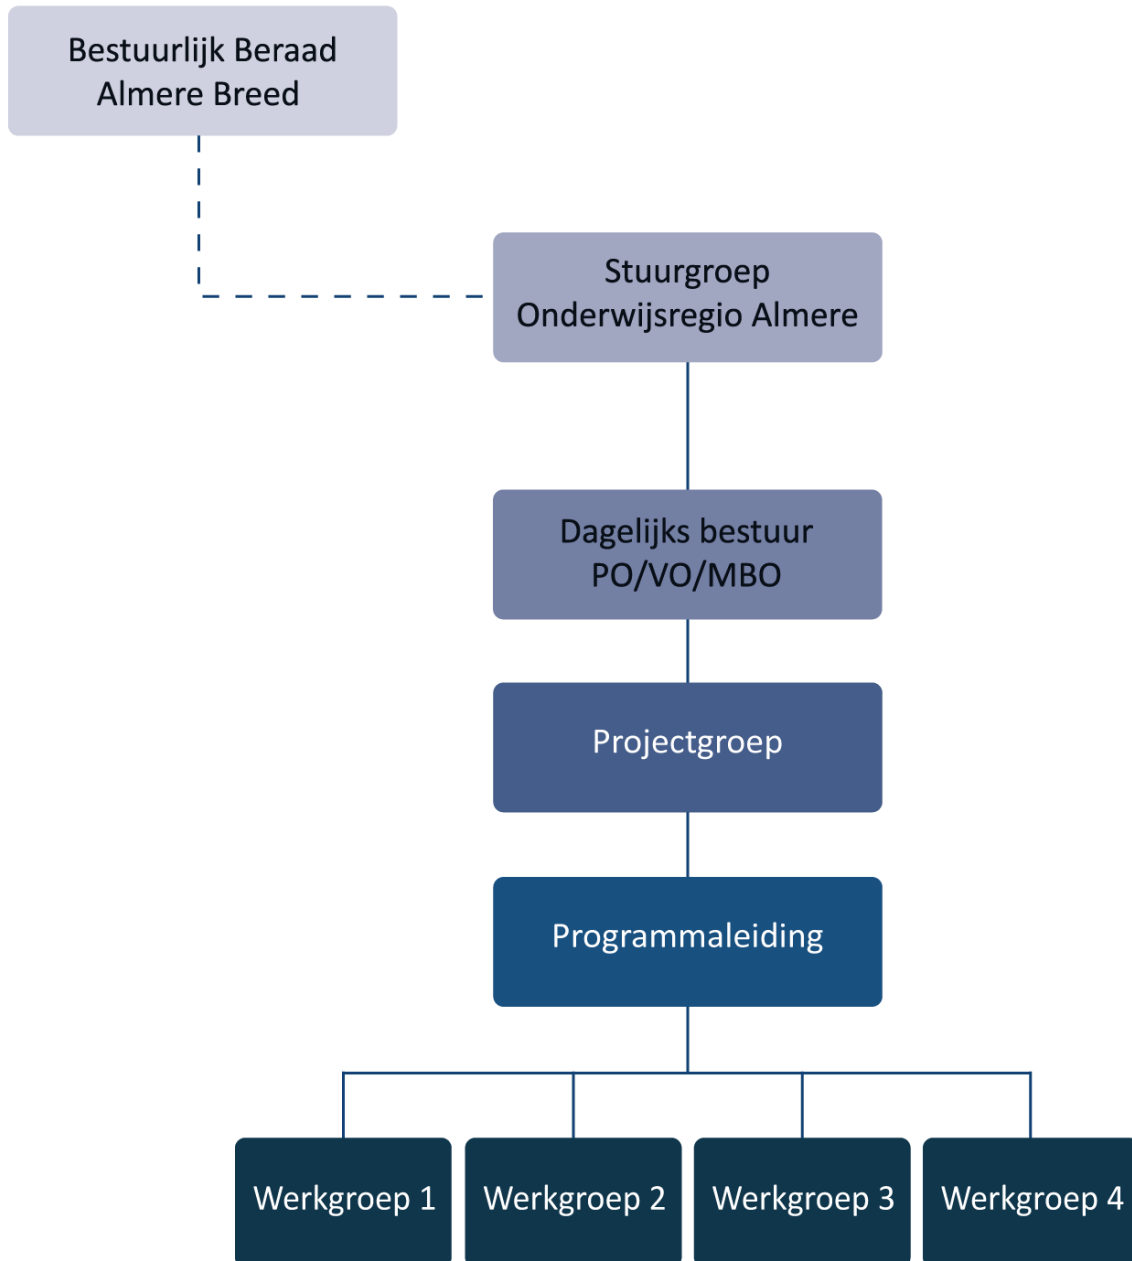 Bestuurlijk Beraad
Almere Breed
Stuurgroep
Onderwijsregio Almere
Dagelijks bestuur
PO/VO/MBO
Projectgroep
Programmaleiding
Werkgroep 1
Werkgroep 2
Werkgroep 3
Werkgroep 4